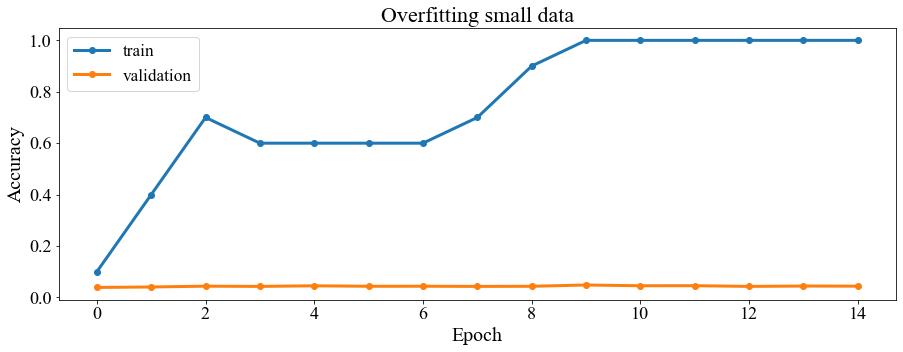 Overfitting small data
train
validation
Accuracy
1.0
0.8
0.6
0.4
0.2
0.0
0 2 4 6 8 10 12 14
Epoch